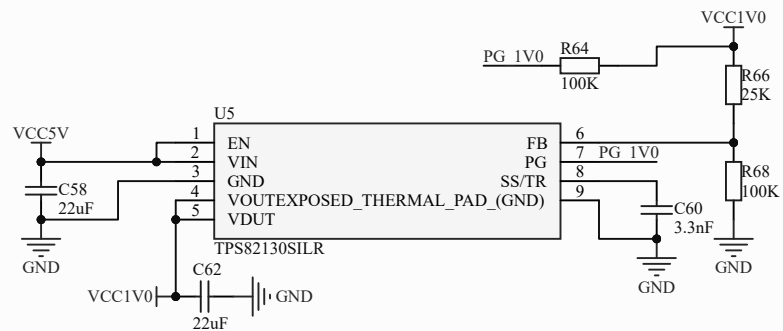 VCC1V0
PG_1V0
R64
100K
R66
25K
U5
VCC5V
1
EN
FB
6
2
VIN
PG
7
PG_1V0
3
GND
SS/TR
8
4
VOUTEXPOSED_THERMAL_PAD_(GND)
9
5
VDUT
C58
22uF
R68
100K
C60
3.3nF
TPS82130SILR
GND
GND
GND
C62
VCC1V0
GND
22uF